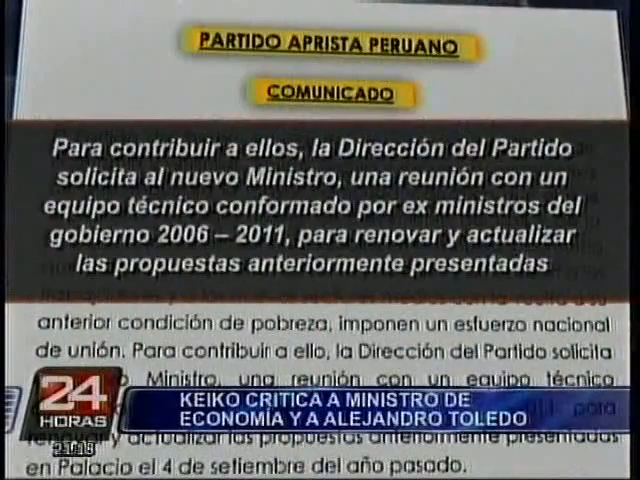 PARTIDO APRISTA PERUANO
COMUNICADO
Para contribuir a ellos, la Dirección del Partido
solicita al nuevo Ministro, una reunión con un
equipo técnico conformado por ex ministros del
gobierno 2006 – 2011, para renovar y actualizar
las propuestas anteriormente presentadas
anterior condición de pobreza, imponen un esfuerzo nacional
de unión. Para contribuir a ello, la Dirección del Partido solicita
Ministro, una reunión con un equipo técnico
24
HORAS
KEIKO CRITICA A MINISTRO DE
ECONOMÍA Y A ALEJANDRO TOLEDO
para
renovar y actualizar las propuestas anteriormente presentadas
en Palacio el 4 de setiembre del año pasado.